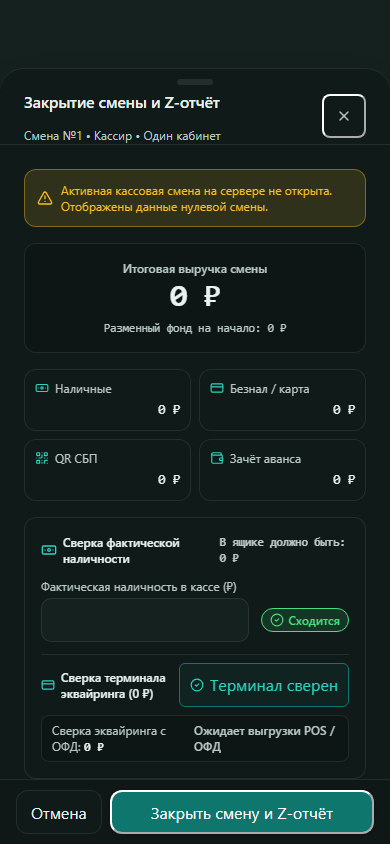 Закрытие смены и Z-отчёт
Смена №1 • Кассир • Один кабинет
Активная кассовая смена на сервере не открыта.
Отображены данные нулевой смены.
Итоговая выручка смены
0 ₽
Разменный фонд на начало: 0 ₽
Наличные
0 ₽
Безнал / карта
0 ₽
QR СБП
0 ₽
Зачёт аванса
0 ₽
Сверка фактической
наличности
В ящике должно быть:
0 ₽
Фактическая наличность в кассе (₽)
Сходится
Сверка терминала
эквайринга (0 ₽)
Терминал сверен
Сверка эквайринга с
ОФД: 0 ₽
Ожидает выгрузки POS /
ОФД
Отмена
Закрыть смену и Z-отчёт